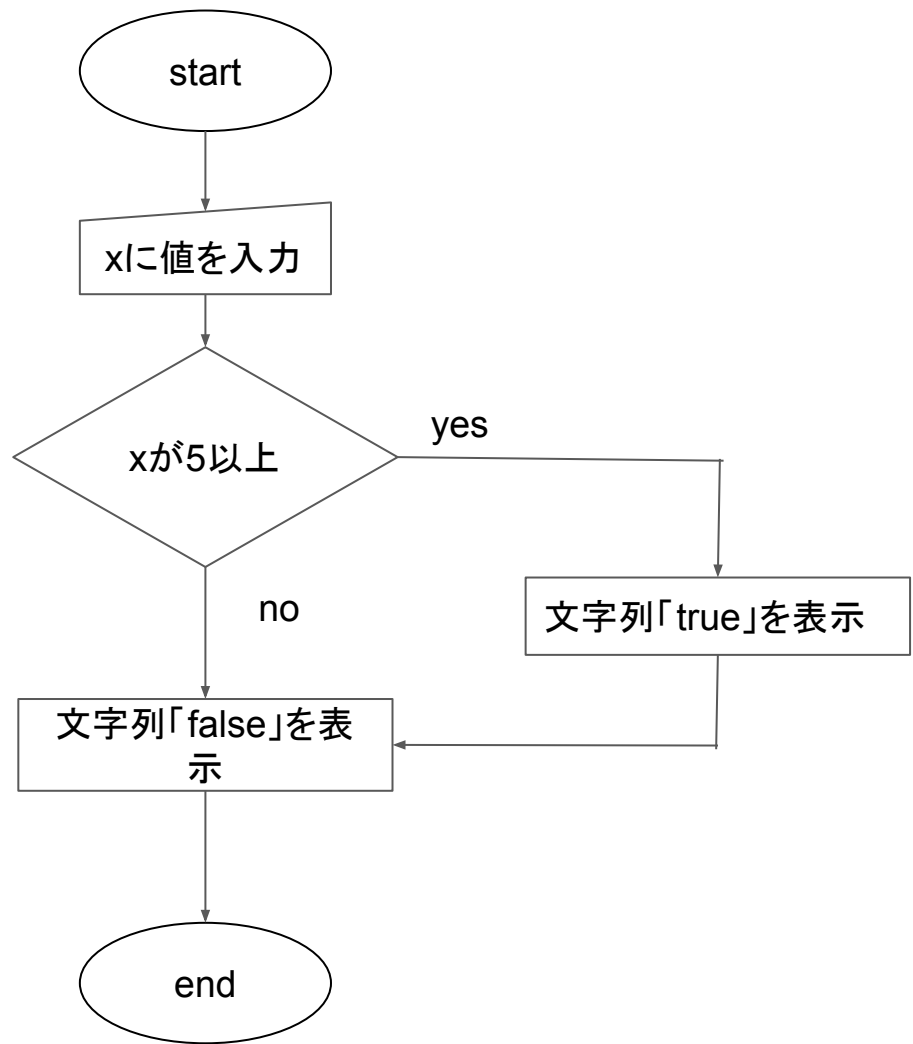 start
xに値を入力
xが5以上
yes
no
文字列「true」を表示
文字列「false」を表
示
end